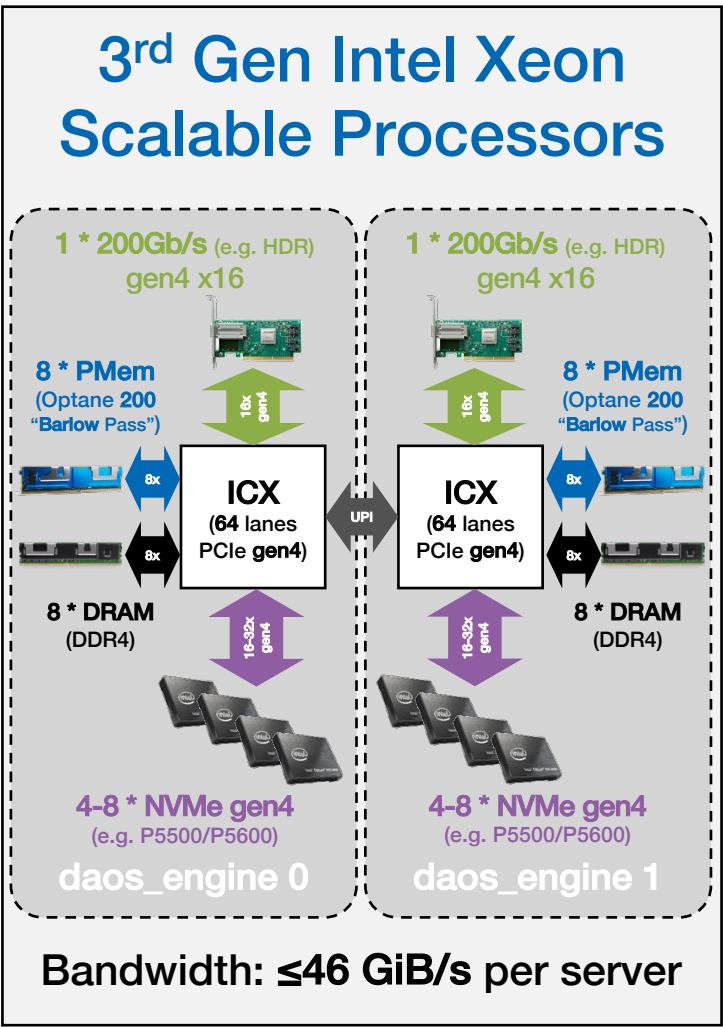 3rd Gen Intel Xeon
Scalable Processors
1 * 200Gb/s (e.g. HDR)
gen4 x16
8 * PMem
(Optane 200
“Barlow Pass”)
16x
gen4
8x
ICX
(64 lanes
PCIe gen4)
8x
8 * DRAM
(DDR4)
16-32x
gen4
4-8 * NVMe gen4
(e.g. P5500/P5600)
daos_engine 0
UPI
1 * 200Gb/s (e.g. HDR)
gen4 x16
16x
gen4
8 * PMem
(Optane 200
“Barlow Pass”)
ICX
(64 lanes
PCIe gen4)
8x
8x
8 * DRAM
(DDR4)
16-32x
gen4
4-8 * NVMe gen4
(e.g. P5500/P5600)
daos_engine 1
Bandwidth: ≤46 GiB/s per server